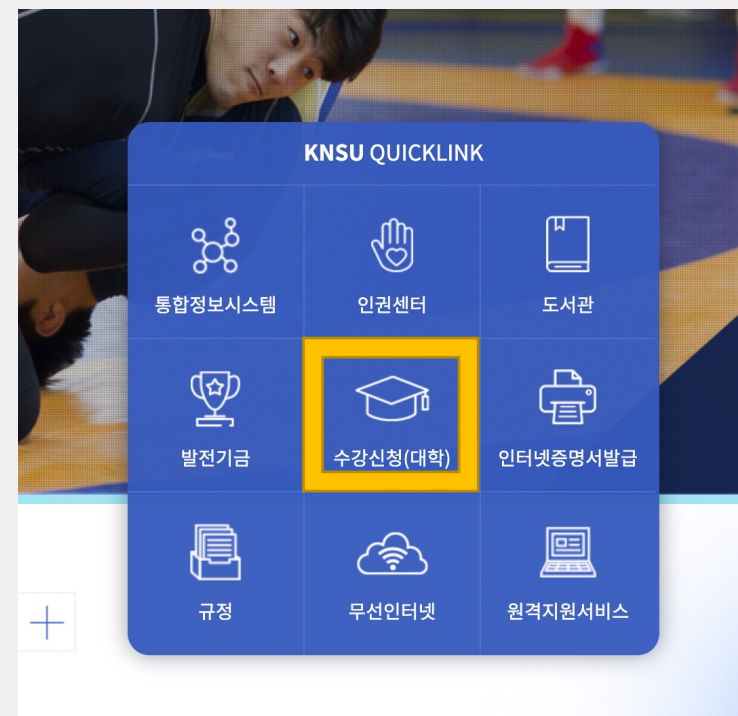 KNSU QUICKLINK
통합정보시스템
인권센터
도서관
발전기금
수강신청(대학)
인터넷증명서발급
규정
무선인터넷
원격지원서비스